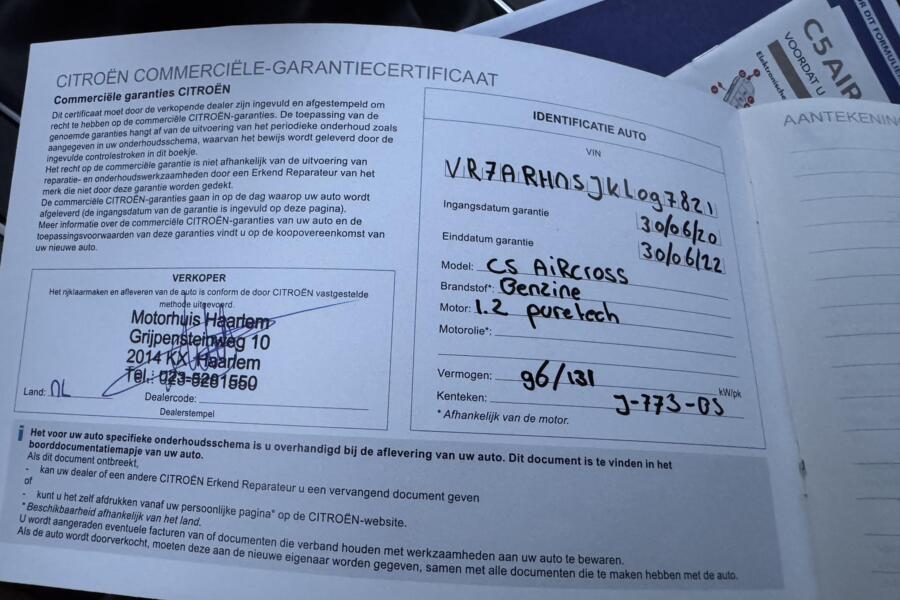 CITROËN COMMERCIËLE-GARANTIECERTIFICAAT
Commerciële garanties CITROËN
Dit certificaat moet door de verkopende dealer zijn ingevuld en afgestempeld om
recht te hebben op de commerciële CITROËN-garanties. De toepassing van de
genoemde garanties hangt af van de uitvoering van het periodieke onderhoud zoals
aangegeven in uw onderhoudsschema, waarvan het bewijs wordt geleverd door de
ingevulde controlestroken in dit boekje.
Het recht op de commerciële garantie is niet afhankelijk van de uitvoering van
reparatie- en onderhoudswerkzaamheden door een Erkend Reparateur van het
merk die niet door deze garantie worden gedekt.
De commerciële CITROËN-garanties gaan in op de dag waarop uw auto wordt
afgeleverd (de ingangsdatum van de garantie is ingevuld op deze pagina).
Meer informatie over de commerciële CITROËN-garanties van uw auto en de
toepassingsvoorwaarden van deze garanties vindt u op de koopovereenkomst van
uw nieuwe auto.
VERKOPER
Het rijklaarmaken en afleveren van de auto is conform de door CITROËN vastgestelde
methode uitgevoerd.
Motorhuis Haarlem
Grijpensteinweg 10
2014 KX Haarlem
Tel.: 023-5291550
Land: NL
Dealercode:
Dealerstempel
IDENTIFICATIE AUTO
VIN
VR7ARHNSJKL097821
Ingangsdatum garantie 30/06/20
Einddatum garantie 30/06/22
Model: C5 AiRcross
Brandstof*: Benzine
Motor: 1.2 puretech
Motorolie*:
Vermogen: 96/131 kW/pk
Kenteken: J-773-BS
* Afhankelijk van de motor.
i Het voor uw auto specifieke onderhoudsschema is u overhandigd bij de aflevering van uw auto. Dit document is te vinden in het
boorddocumentatiemapje van uw auto.
Als dit document ontbreekt,
- kan uw dealer of een andere CITROËN Erkend Reparateur u een vervangend document geven
of
- kunt u het zelf afdrukken vanaf uw persoonlijke pagina* op de CITROËN-website.
* Beschikbaarheid afhankelijk van het land.
U wordt aangeraden eventuele facturen van of documenten die verband houden met werkzaamheden aan uw auto te bewaren.
Als de auto wordt doorverkocht, moeten deze aan de nieuwe eigenaar worden gegeven, samen met alle documenten die te maken hebben met de auto.
C5 AIR
VOORDAT U
Elektronische
DIT FORMULIE
AANTEKENIN